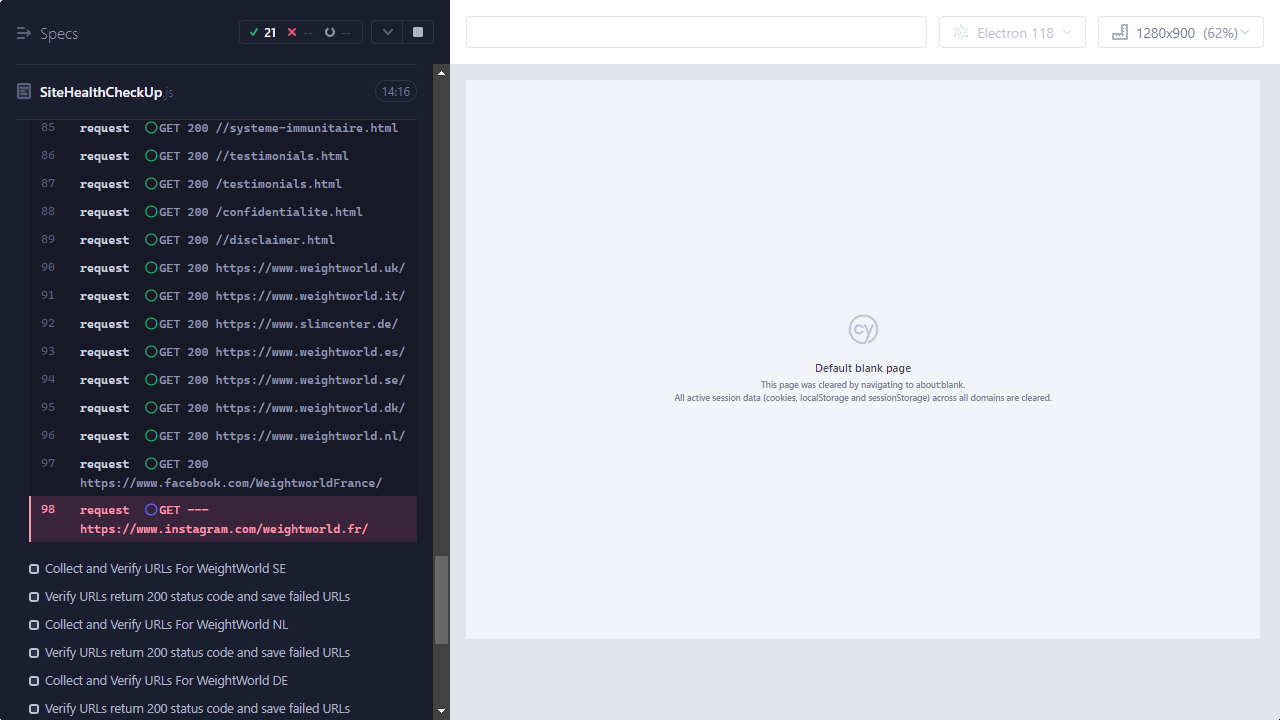 Specs
21 -- --
Electron 118
1280x900 (62%)
SiteHealthCheckUp.js
14:16
85 request GET 200 //systeme-immunitaire.html
86 request GET 200 //testimonials.html
87 request GET 200 /testimonials.html
88 request GET 200 /confidentialite.html
89 request GET 200 //disclaimer.html
90 request GET 200 https://www.weightworld.uk/
91 request GET 200 https://www.weightworld.it/
92 request GET 200 https://www.slimcenter.de/
93 request GET 200 https://www.weightworld.es/
94 request GET 200 https://www.weightworld.se/
95 request GET 200 https://www.weightworld.dk/
96 request GET 200 https://www.weightworld.nl/
97 request GET 200
https://www.facebook.com/WeightworldFrance/
98 request GET ---
https://www.instagram.com/weightworld.fr/
Collect and Verify URLs For WeightWorld SE
Verify URLs return 200 status code and save failed URLs
Collect and Verify URLs For WeightWorld NL
Verify URLs return 200 status code and save failed URLs
Collect and Verify URLs For WeightWorld DE
Verify URLs return 200 status code and save failed URLs
cy
Default blank page
This page was cleared by navigating to about:blank.
All active session data (cookies, localStorage and sessionStorage) across all domains are cleared.